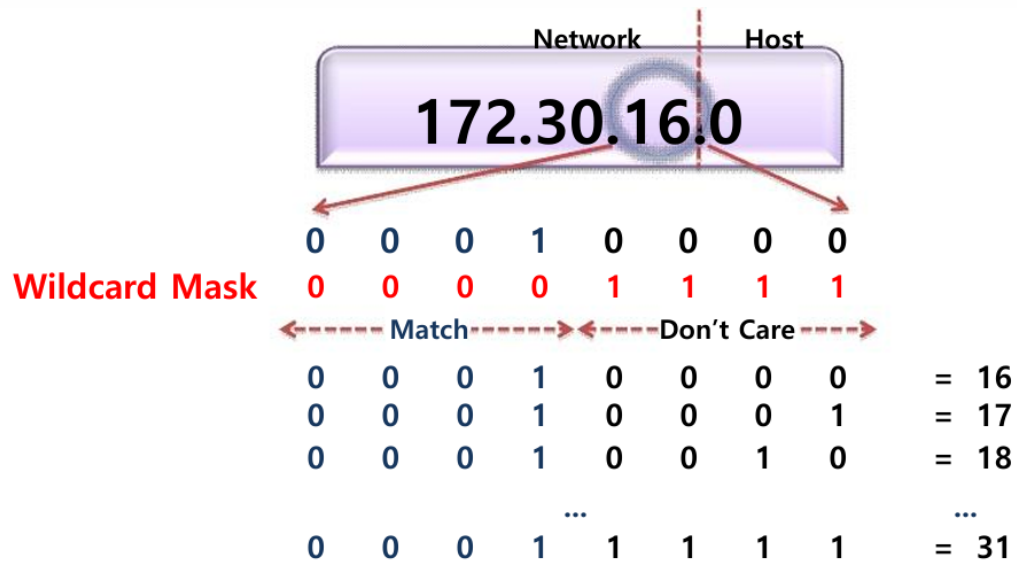 Network Host
172.30.16.0
0 0 0 1 0 0 0 0
Wildcard Mask 0 0 0 0 1 1 1 1
Match Don’t Care
0 0 0 1 0 0 0 0 = 16
0 0 0 1 0 0 0 1 = 17
0 0 0 1 0 0 1 0 = 18
... ...
0 0 0 1 1 1 1 1 = 31